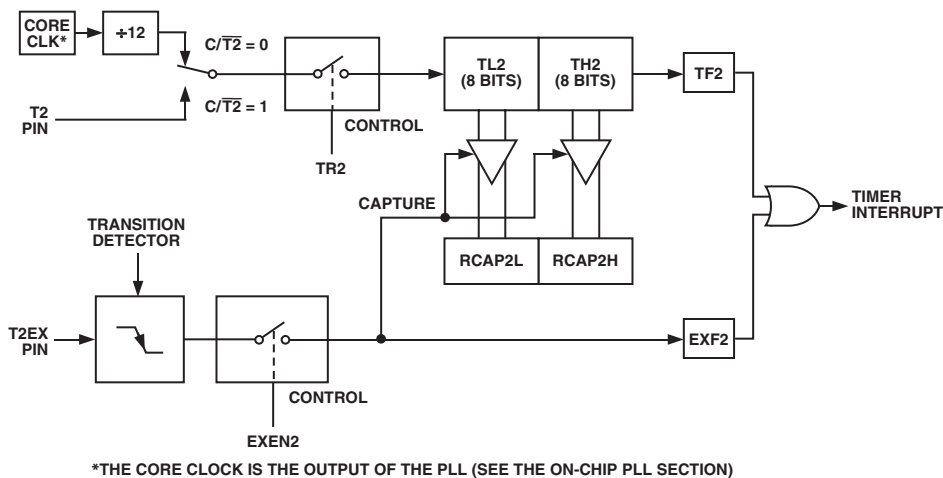 CORE
CLK*
÷12
C/T2 = 0
C/T2 = 1
T2
PIN
CONTROL
TR2
TL2
(8 BITS)
TH2
(8 BITS)
TF2
CAPTURE
TIMER
INTERRUPT
TRANSITION
DETECTOR
RCAP2L
RCAP2H
T2EX
PIN
EXF2
CONTROL
EXEN2
*THE CORE CLOCK IS THE OUTPUT OF THE PLL (SEE THE ON-CHIP PLL SECTION)